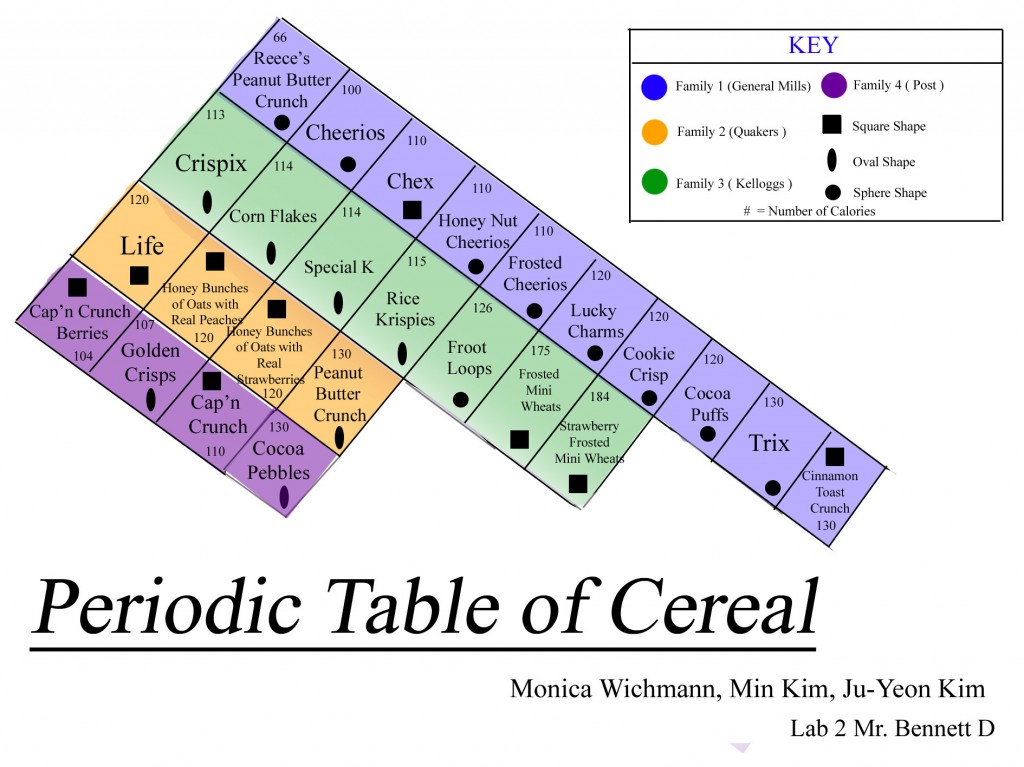 KEY
Family 1 (General Mills)
Family 4 ( Post )
Family 2 (Quakers )
Square Shape
Family 3 ( Kelloggs )
Oval Shape
Sphere Shape
# = Number of Calories
66
Reece's
Peanut Butter
Crunch
100
Cheerios
110
Chex
110
Honey Nut
Cheerios
110
Frosted
Cheerios
120
Lucky
Charms
120
Cookie
Crisp
120
Cocoa
Puffs
130
Trix
Cinnamon
Toast
Crunch
130
113
Crispix
114
Corn Flakes
114
Special K
115
Rice
Krispies
126
Froot
Loops
175
Frosted
Mini
Wheats
184
Strawberry
Frosted
Mini Wheats
120
Life
Honey Bunches
of Oats with
Real Peaches
120
Honey Bunches
of Oats with
Real
Strawberries
120
130
Peanut
Butter
Crunch
Cap'n Crunch
Berries
104
107
Golden
Crisps
Cap'n
Crunch
110
130
Cocoa
Pebbles
Periodic Table of Cereal
Monica Wichmann, Min Kim, Ju-Yeon Kim
Lab 2 Mr. Bennett D